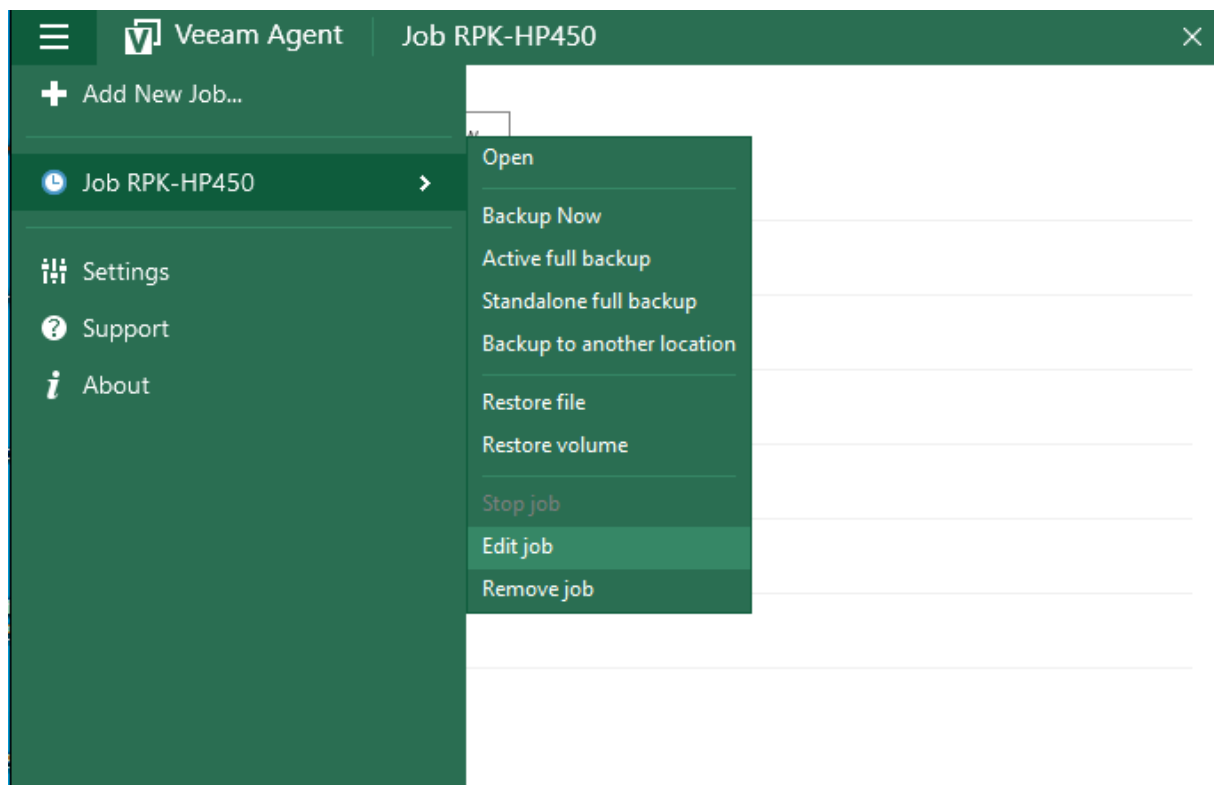 Veeam Agent
Job RPK-HP450
Add New Job...
Job RPK-HP450
Settings
Support
About
Open
Backup Now
Active full backup
Standalone full backup
Backup to another location
Restore file
Restore volume
Stop job
Edit job
Remove job